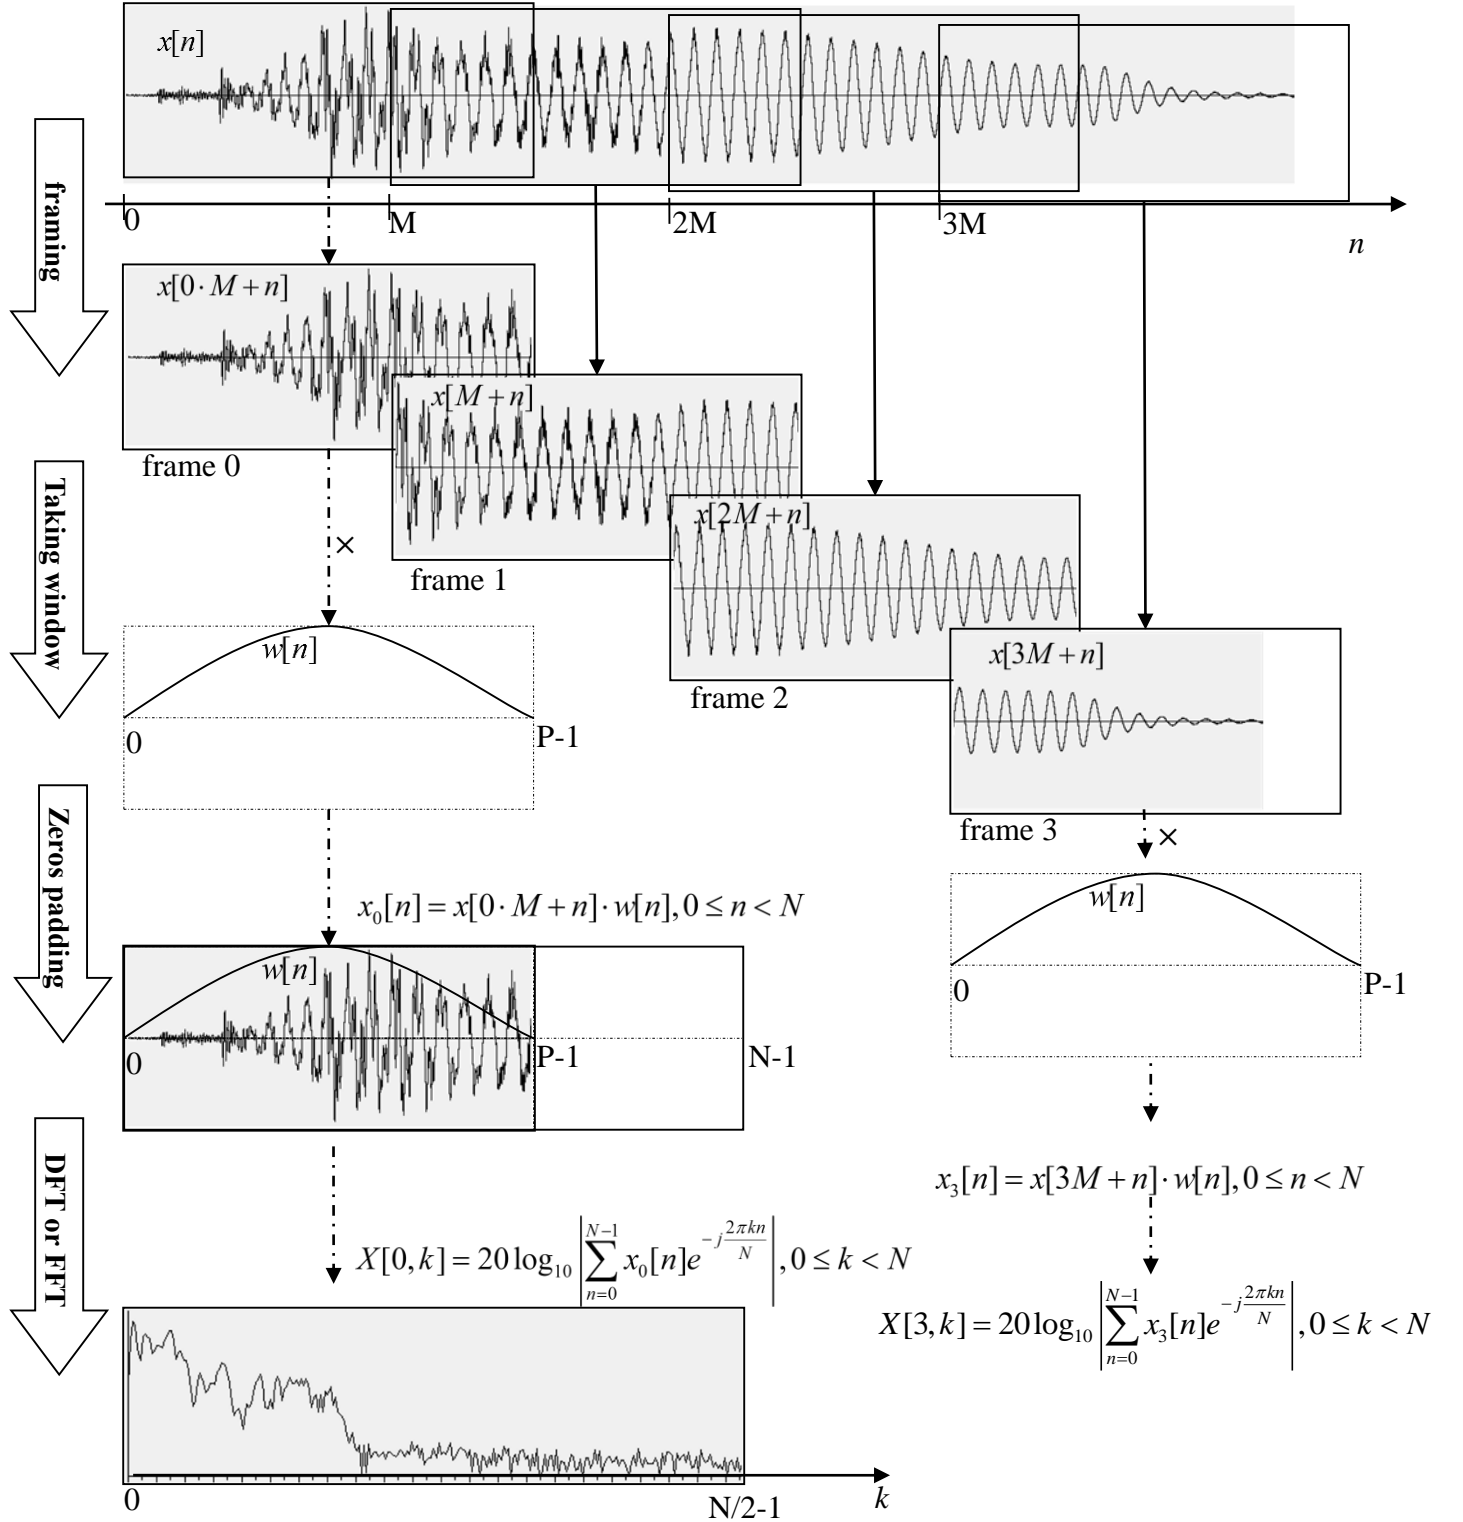 x[n]
0
M
2M
3M
n
framing
x[0·M+n]
frame 0
x[M+n]
frame 1
x[2M+n]
frame 2
x[3M+n]
frame 3
Taking window
×
w[n]
0
P-1
×
w[n]
0
P-1
Zeros padding
x₀[n]=x[0·M+n]·w[n],0≤n<N
w[n]
0
P-1
N-1
x₃[n]=x[3M+n]·w[n],0≤n<N
DFT or FFT
X[0,k]=20log₁₀|∑_{n=0}^{N−1} x₀[n]e^{−j2πkn/N}|,0≤k<N
X[3,k]=20log₁₀|∑_{n=0}^{N−1} x₃[n]e^{−j2πkn/N}|,0≤k<N
0
N/2-1
k